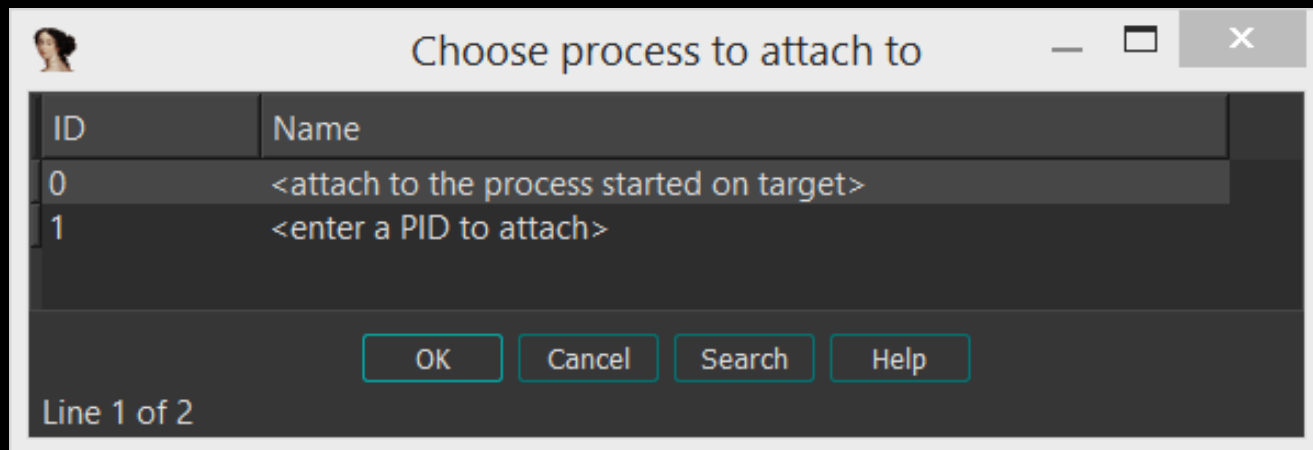 Choose process to attach to
ID Name
0 <attach to the process started on target>
1 <enter a PID to attach>
OK Cancel Search Help
Line 1 of 2